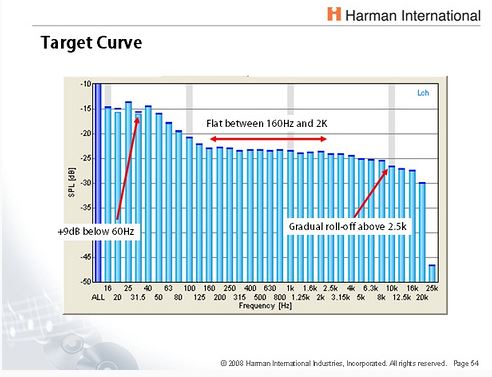 Harman International
Target Curve
Lch
-10
-15
-20
-25
-30
-35
-45
-50
SPL [dB]
Flat between 160Hz and 2K
+9dB below 60Hz
Gradual roll-off above 2.5k
16 25 40 63 100 160 250 400 630 1k 1.6k 2.5k 4k 6.3k 10k 16k 25k
ALL 20 31.5 50 80 125 200 315 500 800 1.25k 2k 3.15k 5k 8k 12.5k 20k
Frequency [Hz]
© 2008 Harman International Industries, Incorporated. All rights reserved. Page 54